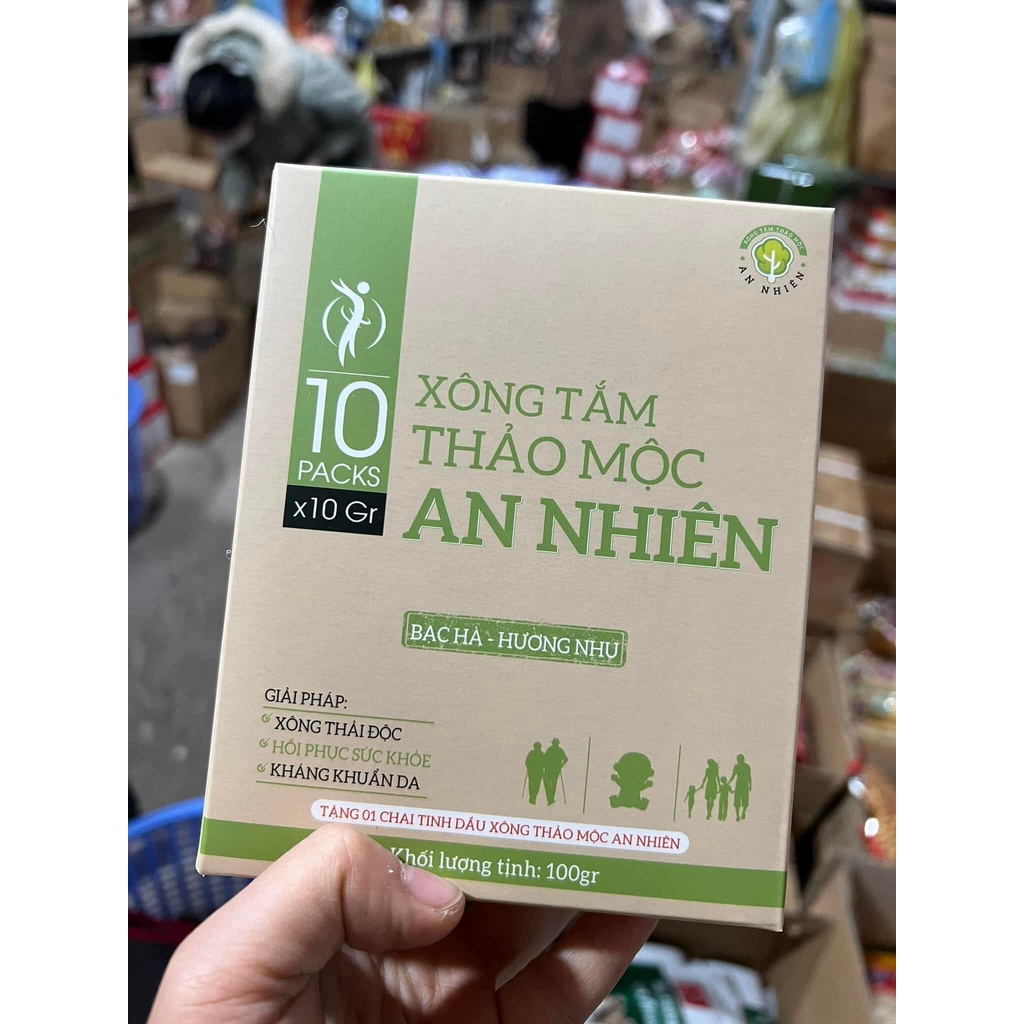 XÔNG TẮM THẢO MỘC
AN NHIÊN
10
PACKS
x10 Gr
XÔNG TẮM
THẢO MỘC
AN NHIÊN
BẠC HÀ - HƯƠNG NHU
GIẢI PHÁP:
XÔNG THẢI ĐỘC
HỒI PHỤC SỨC KHỎE
KHÁNG KHUẨN DA
TẶNG 01 CHAI TINH DẦU XÔNG THẢO MỘC AN NHIÊN
Khối lượng tịnh: 100gr